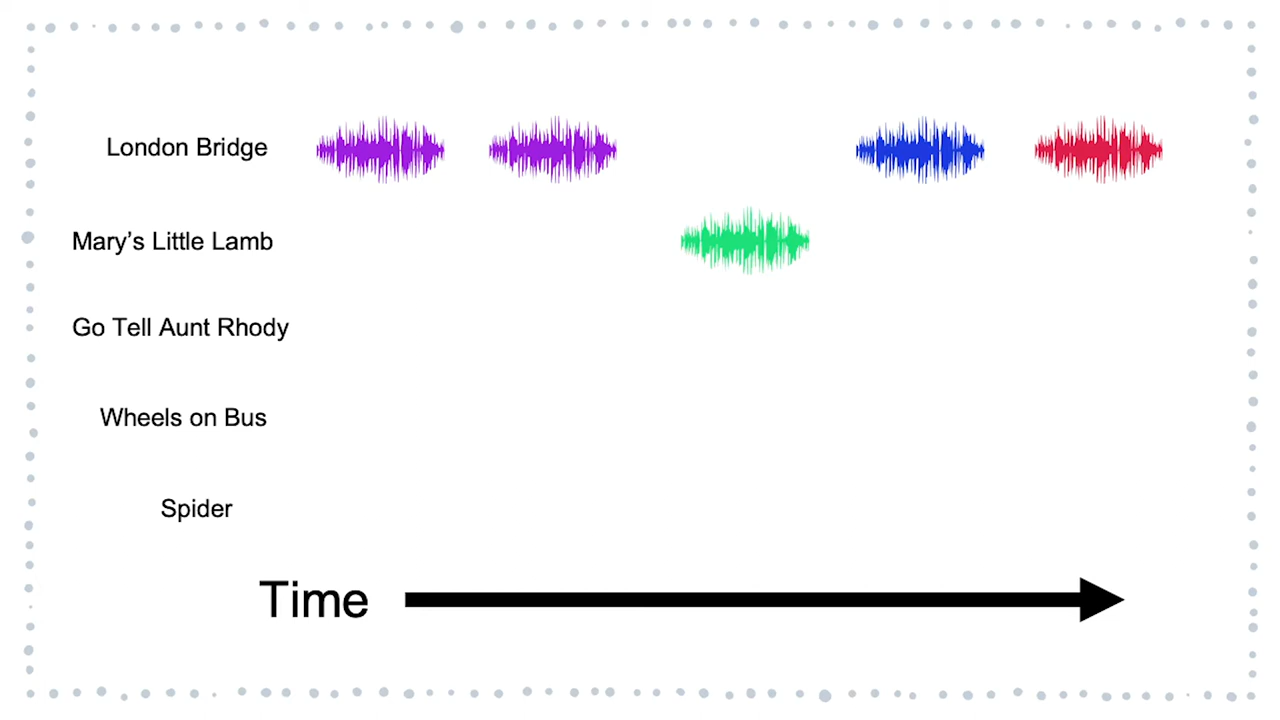 London Bridge
Mary’s Little Lamb
Go Tell Aunt Rhody
Wheels on Bus
Spider
Time